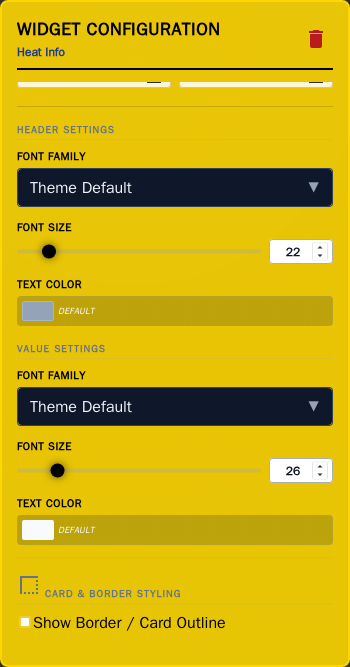 WIDGET CONFIGURATION
Heat Info
HEADER SETTINGS
FONT FAMILY
Theme Default
FONT SIZE
22
TEXT COLOR
DEFAULT
VALUE SETTINGS
FONT FAMILY
Theme Default
FONT SIZE
26
TEXT COLOR
DEFAULT
CARD & BORDER STYLING
Show Border / Card Outline